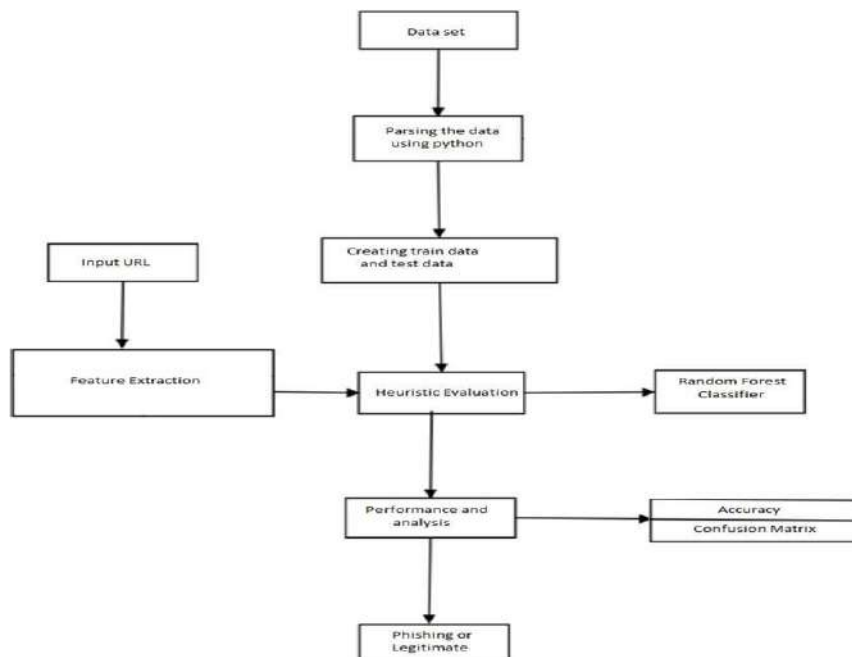 Data set
Parsing the data
using python
Creating train data
and test data
Input URL
Feature Extraction
Heuristic Evaluation
Random Forest
Classifier
Performance and
analysis
Accuracy
Confusion Matrix
Phishing or
Legitimate